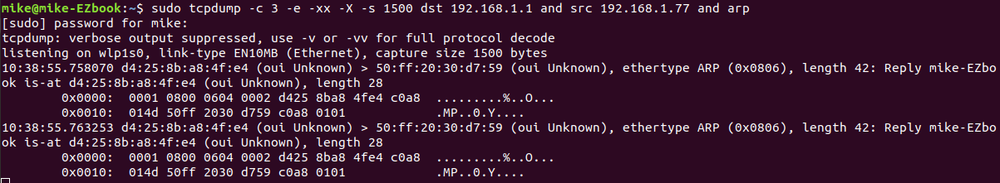 mike@mike-EZbook:~$ sudo tcpdump -c 3 -e -xx -X -s 1500 dst 192.168.1.1 and src 192.168.1.77 and arp
[sudo] password for mike:
tcpdump: verbose output suppressed, use -v or -vv for full protocol decode
listening on wlp1s0, link-type EN10MB (Ethernet), capture size 1500 bytes
10:38:55.758070 d4:25:8b:a8:4f:e4 (oui Unknown) > 50:ff:20:30:d7:59 (oui Unknown), ethertype ARP (0x0806), length 42: Reply mike-EZbo
ok is-at d4:25:8b:a8:4f:e4 (oui Unknown), length 28
0x0000:  0001 0800 0604 0002 d425 8ba8 4fe4 c0a8  .........%..O...
0x0010:  014d 50ff 2030 d759 c0a8 0101            .MP..0.Y....
10:38:55.763253 d4:25:8b:a8:4f:e4 (oui Unknown) > 50:ff:20:30:d7:59 (oui Unknown), ethertype ARP (0x0806), length 42: Reply mike-EZbo
ok is-at d4:25:8b:a8:4f:e4 (oui Unknown), length 28
0x0000:  0001 0800 0604 0002 d425 8ba8 4fe4 c0a8  .........%..O...
0x0010:  014d 50ff 2030 d759 c0a8 0101            .MP..0.Y....